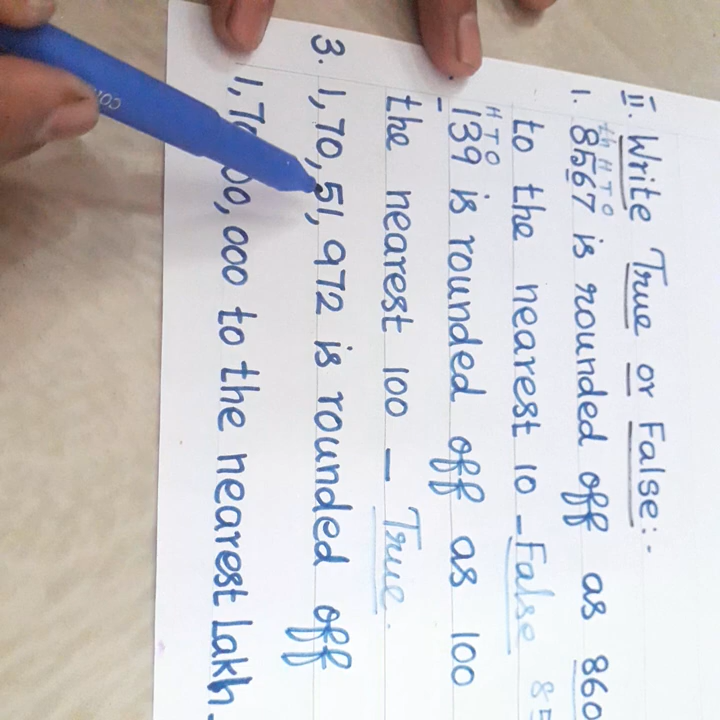 II. Write True or False:-
th H T O
1. 8567 is rounded off as 860
to the nearest 10 - False 85
H T O
139 is rounded off as 100
the nearest 100 - True.
3. 1,70,51,972 is rounded off
00,000 to the nearest Lakh.